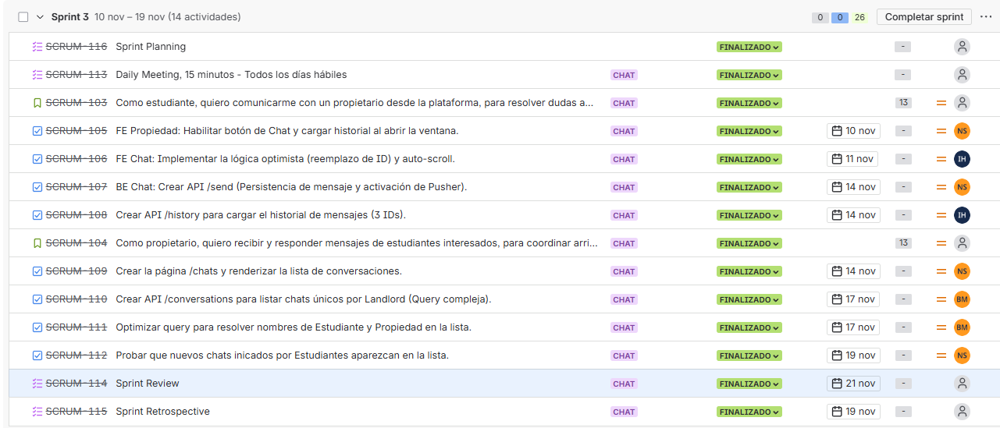 Sprint 3 10 nov – 19 nov (14 actividades) 0 0 26 Completar sprint ...
SCRUM-116 Sprint Planning FINALIZADO -
SCRUM-113 Daily Meeting, 15 minutos - Todos los días hábiles CHAT FINALIZADO -
SCRUM-103 Como estudiante, quiero comunicarme con un propietario desde la plataforma, para resolver dudas a... CHAT FINALIZADO 13
SCRUM-105 FE Propiedad: Habilitar botón de Chat y cargar historial al abrir la ventana. CHAT FINALIZADO 10 nov - NS
SCRUM-106 FE Chat: Implementar la lógica optimista (reemplazo de ID) y auto-scroll. CHAT FINALIZADO 11 nov - IH
SCRUM-107 BE Chat: Crear API /send (Persistencia de mensaje y activación de Pusher). CHAT FINALIZADO 14 nov - NS
SCRUM-108 Crear API /history para cargar el historial de mensajes (3 IDs). CHAT FINALIZADO 14 nov - IH
SCRUM-104 Como propietario, quiero recibir y responder mensajes de estudiantes interesados, para coordinar arri... CHAT FINALIZADO 13
SCRUM-109 Crear la página /chats y renderizar la lista de conversaciones. CHAT FINALIZADO 14 nov - NS
SCRUM-110 Crear API /conversations para listar chats únicos por Landlord (Query compleja). CHAT FINALIZADO 17 nov - BM
SCRUM-111 Optimizar query para resolver nombres de Estudiante y Propiedad en la lista. CHAT FINALIZADO 17 nov - BM
SCRUM-112 Probar que nuevos chats inicados por Estudiantes aparezcan en la lista. CHAT FINALIZADO 19 nov - NS
SCRUM-114 Sprint Review CHAT FINALIZADO 21 nov -
SCRUM-115 Sprint Retrospective CHAT FINALIZADO 19 nov -